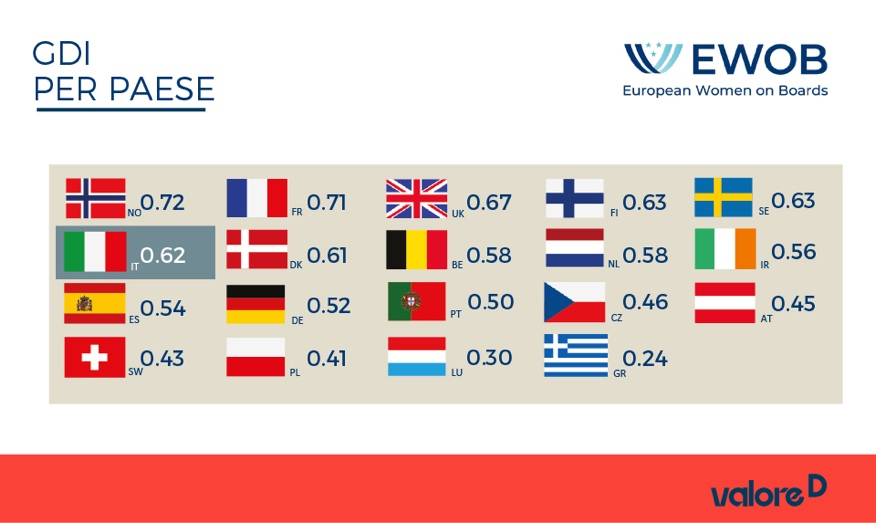 GDI
PER PAESE
EWOB
European Women on Boards
NO 0.72
FR 0.71
UK 0.67
FI 0.63
SE 0.63
IT 0.62
DK 0.61
BE 0.58
NL 0.58
IR 0.56
ES 0.54
DE 0.52
PT 0.50
CZ 0.46
AT 0.45
SW 0.43
PL 0.41
LU 0.30
GR 0.24
valore D